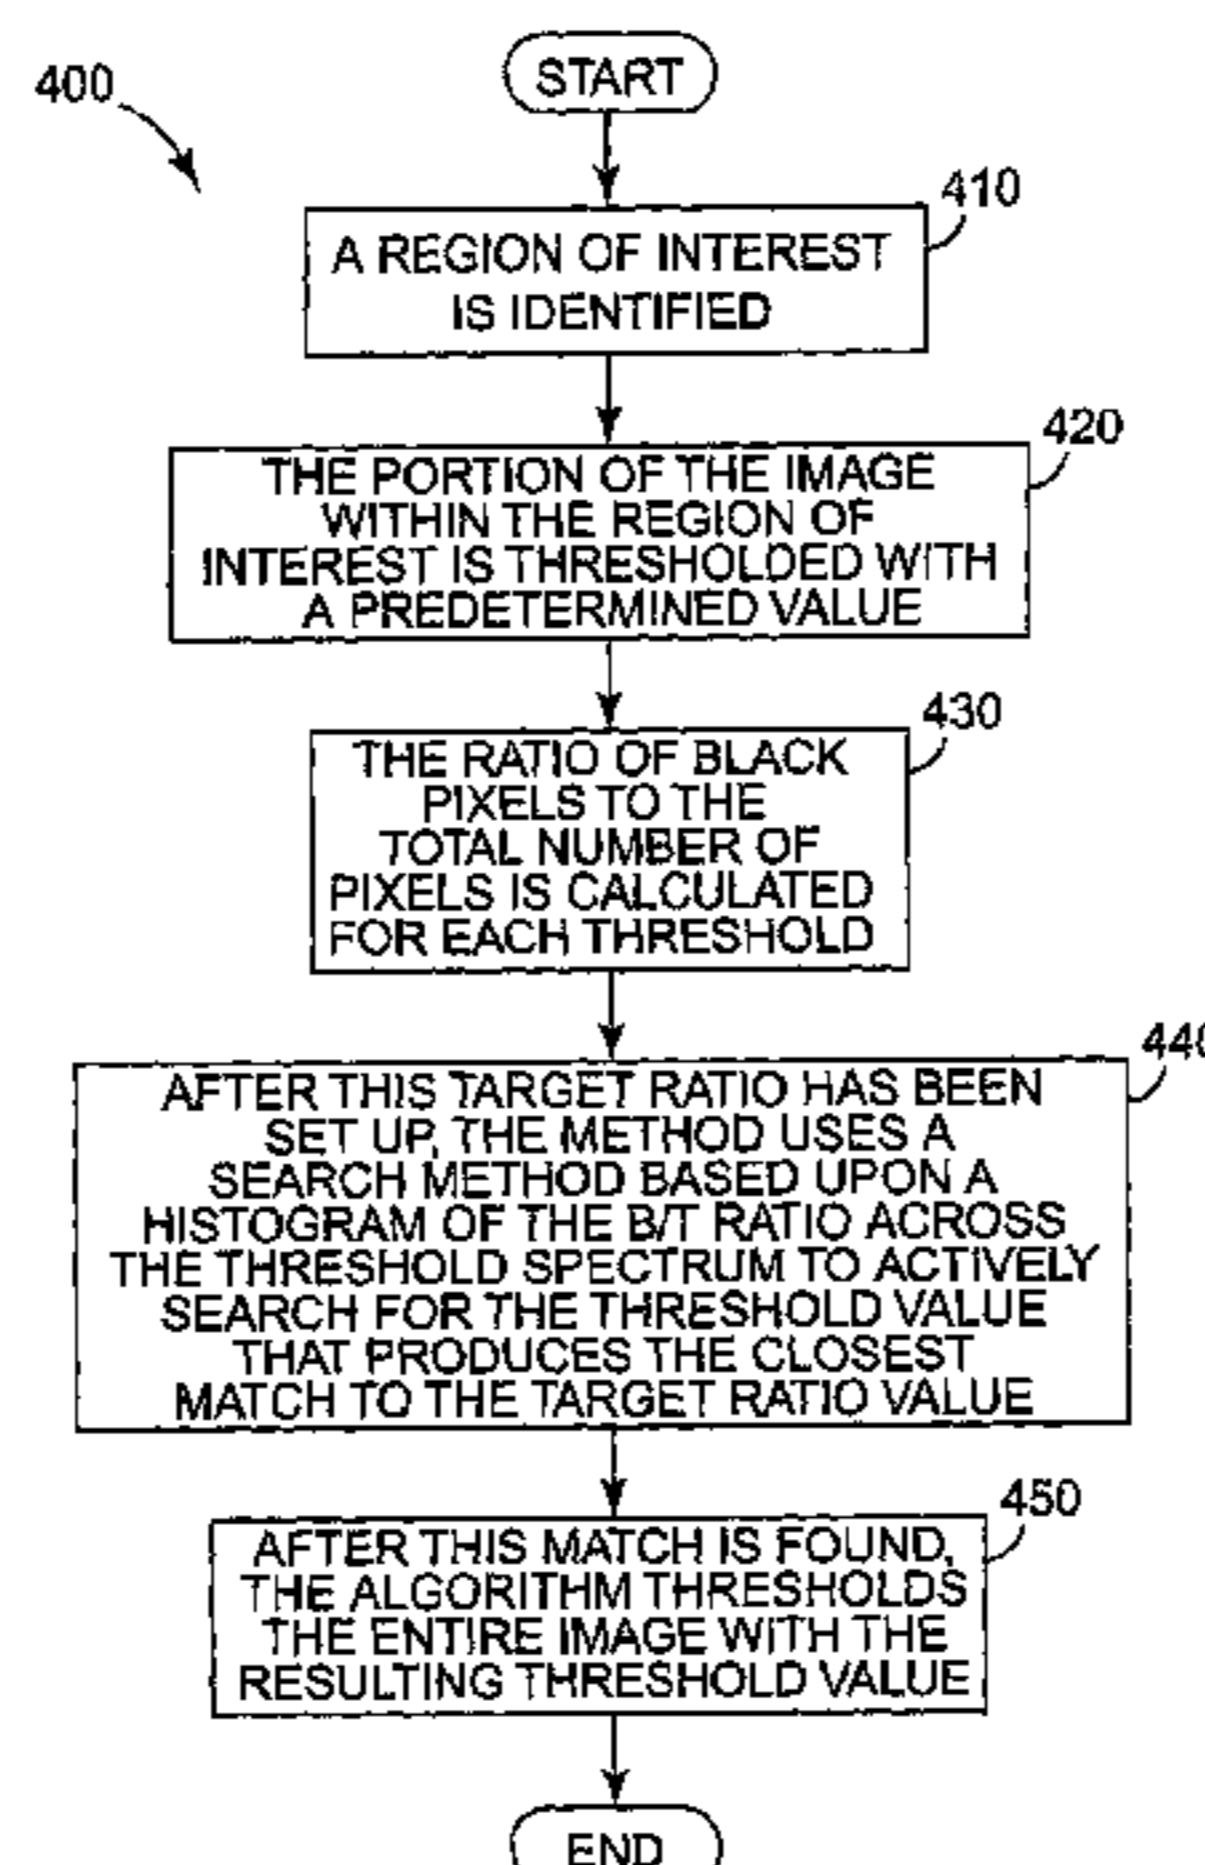 400
START
410
A REGION OF INTEREST
IS IDENTIFIED
420
THE PORTION OF THE IMAGE
WITHIN THE REGION OF
INTEREST IS THRESHOLDED WITH
A PREDETERMINED VALUE
430
THE RATIO OF BLACK
PIXELS TO THE
TOTAL NUMBER OF
PIXELS IS CALCULATED
FOR EACH THRESHOLD
440
AFTER THIS TARGET RATIO HAS BEEN
SET UP, THE METHOD USES A
SEARCH METHOD BASED UPON A
HISTOGRAM OF THE B/T RATIO ACROSS
THE THRESHOLD SPECTRUM TO ACTIVELY
SEARCH FOR THE THRESHOLD VALUE
THAT PRODUCES THE CLOSEST
MATCH TO THE TARGET RATIO VALUE
450
AFTER THIS MATCH IS FOUND,
THE ALGORITHM THRESHOLDS
THE ENTIRE IMAGE WITH THE
RESULTING THRESHOLD VALUE
END